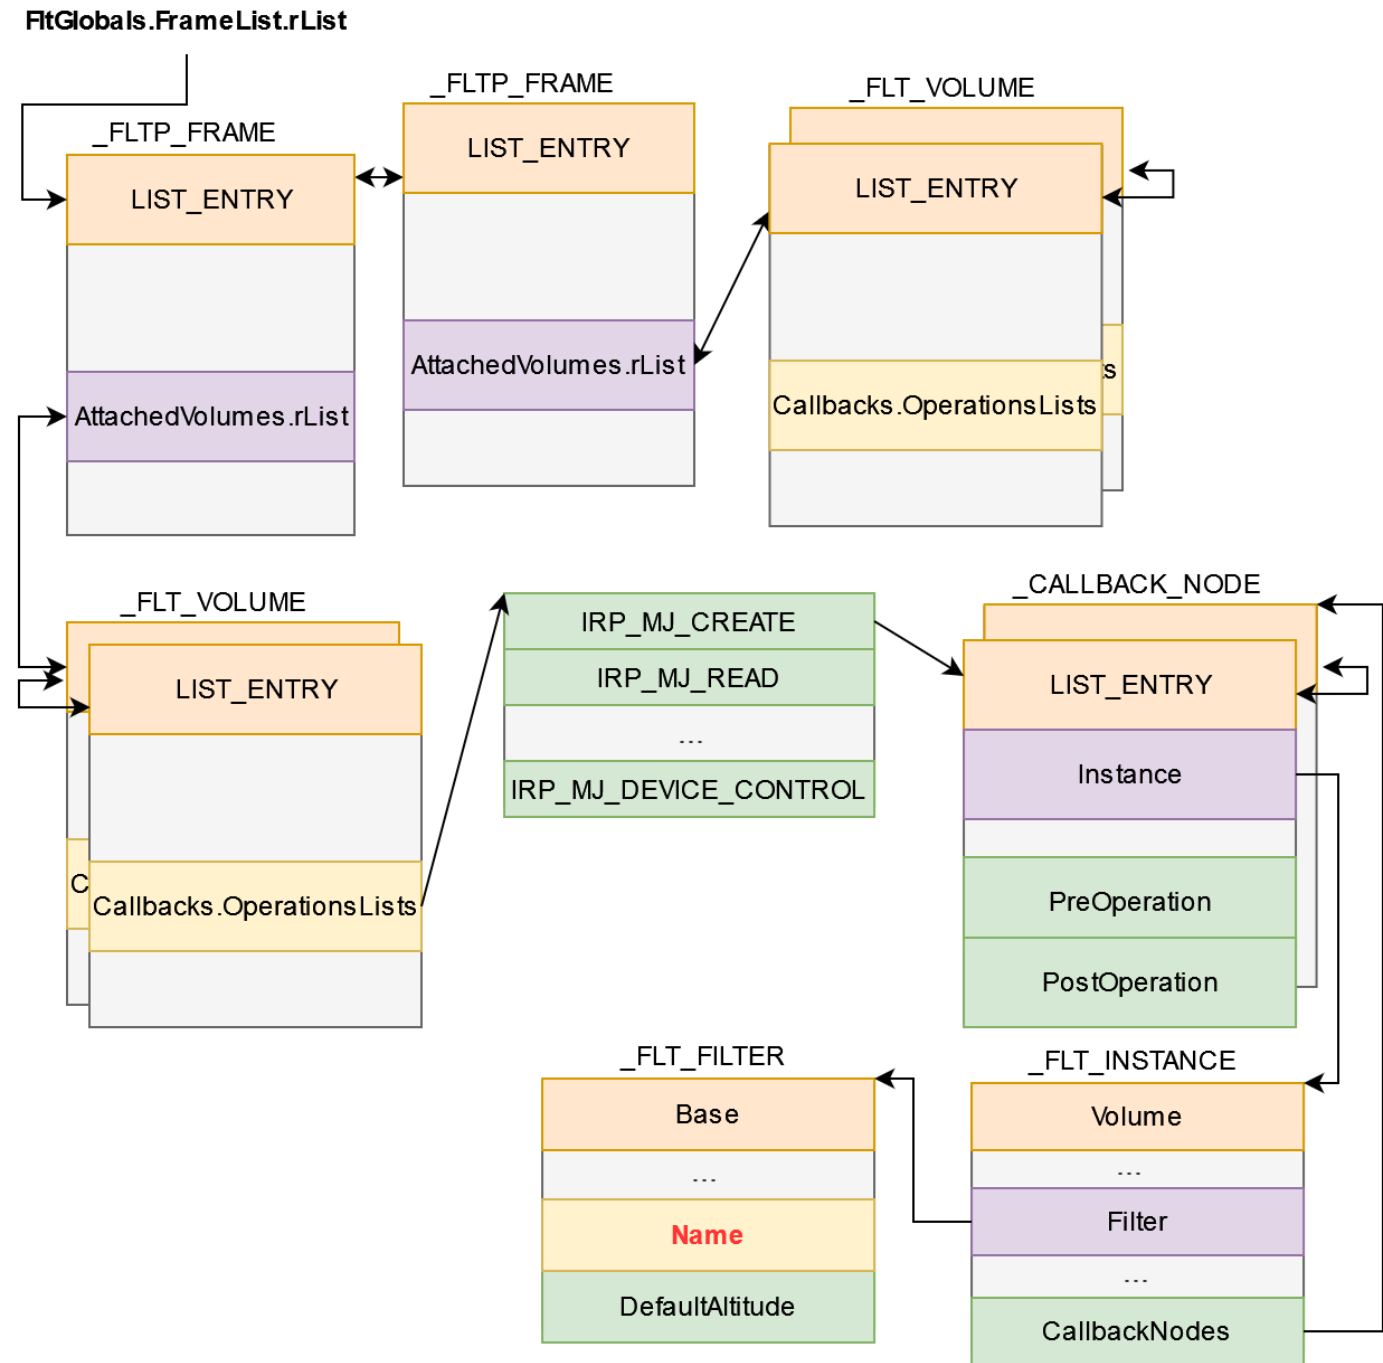 FltGlobals.FrameList.rList
_FLTP_FRAME
LIST_ENTRY
AttachedVolumes.rList
_FLTP_FRAME
LIST_ENTRY
AttachedVolumes.rList
_FLT_VOLUME
LIST_ENTRY
Callbacks.OperationsLists
ts
_FLT_VOLUME
LIST_ENTRY
C
Callbacks.OperationsLists
IRP_MJ_CREATE
IRP_MJ_READ
...
IRP_MJ_DEVICE_CONTROL
_CALLBACK_NODE
LIST_ENTRY
Instance
PreOperation
PostOperation
_FLT_FILTER
Base
...
Name
DefaultAltitude
_FLT_INSTANCE
Volume
...
Filter
...
CallbackNodes